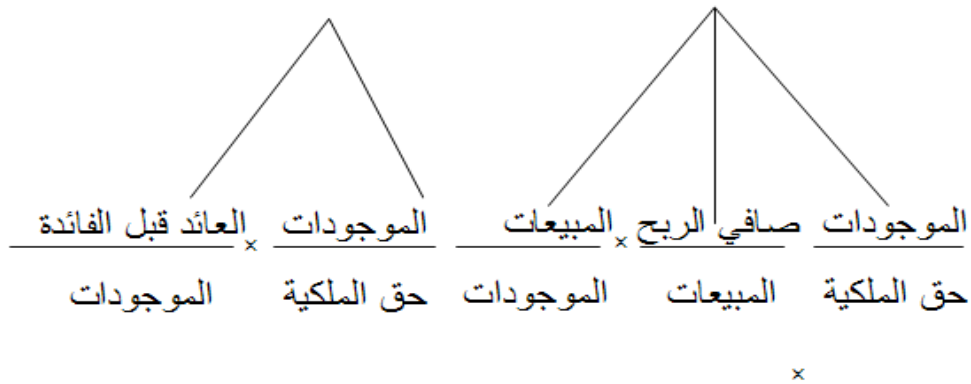 الموجودات صافي الربح × المبيعات الموجودات × العائد قبل الفائدة
حق الملكية المبيعات الموجودات حق الملكية الموجودات
×